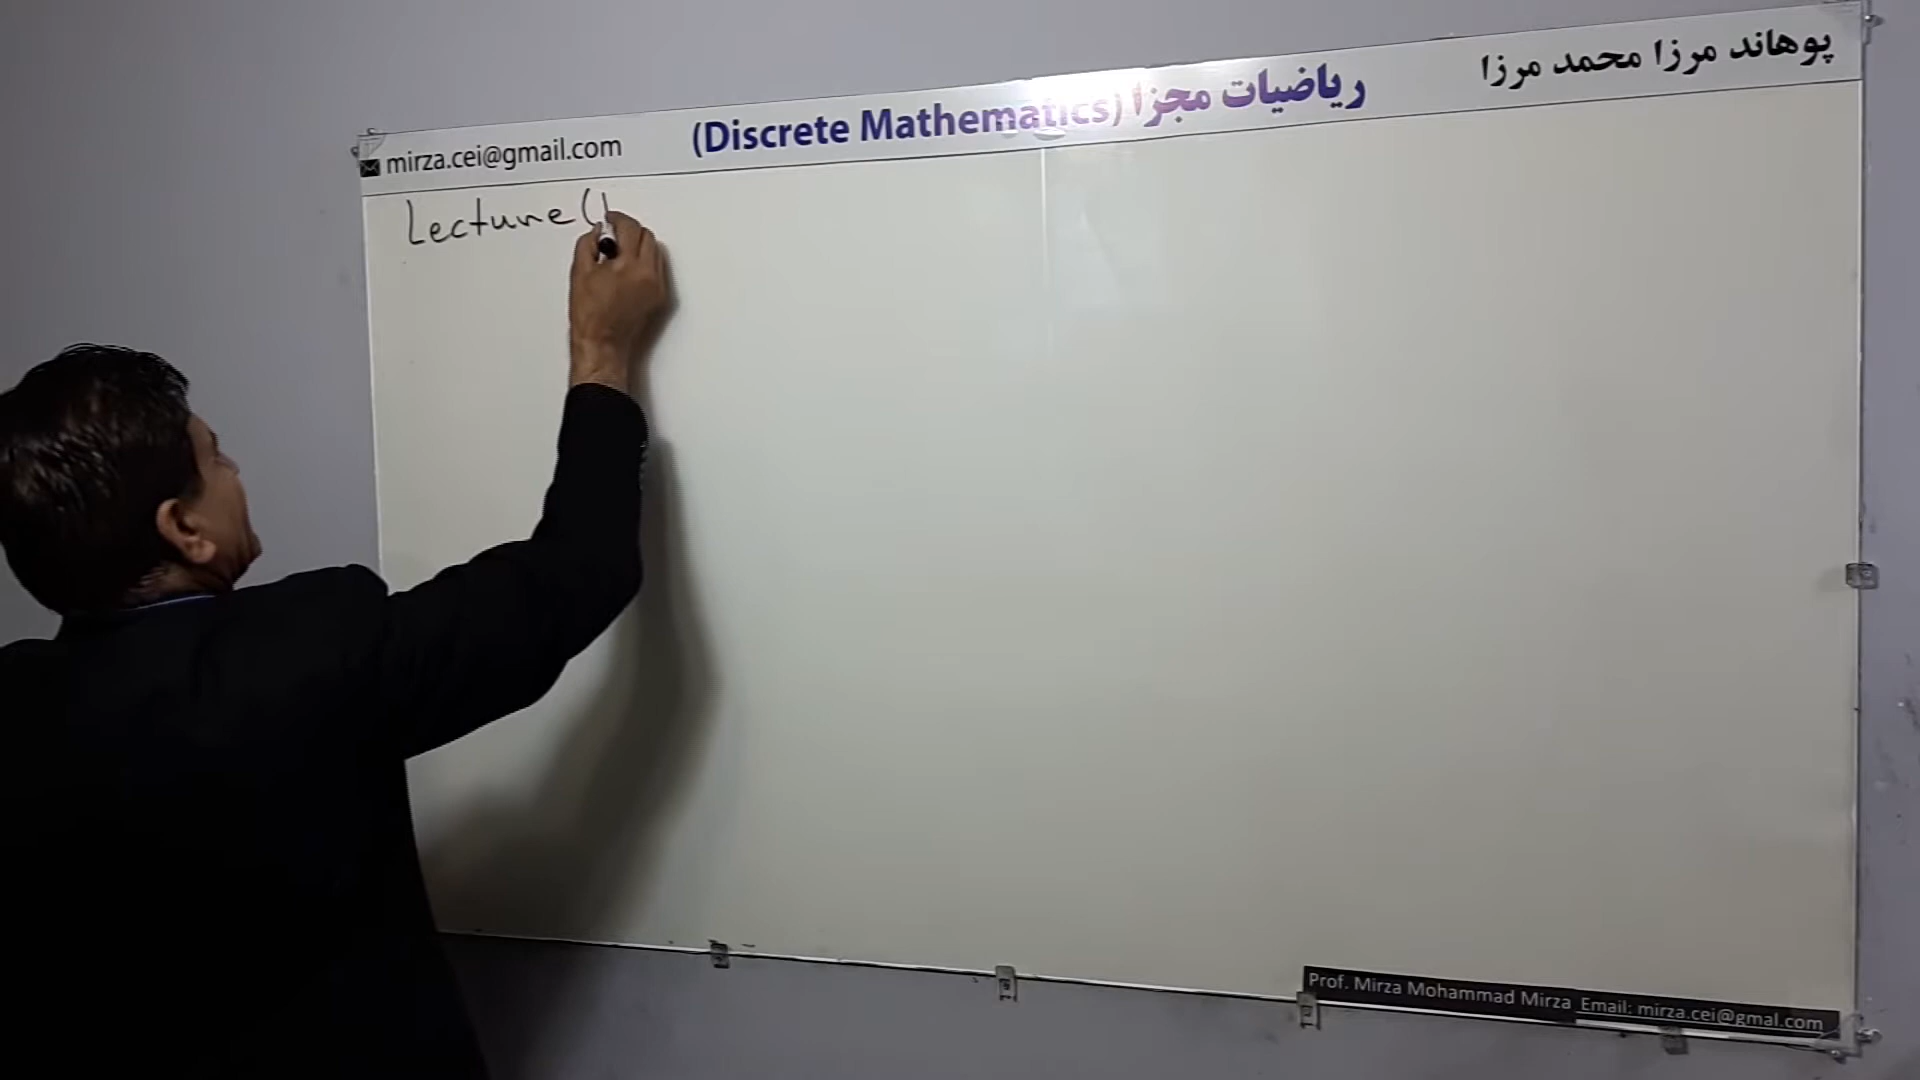 پوهاند مرزا محمد مرزا
ریاضیات مجزا (Discrete Mathematics)
mirza.cei@gmail.com
Lecture (1
Prof. Mirza Mohammad Mirza Email: mirza.cei@gmal.com